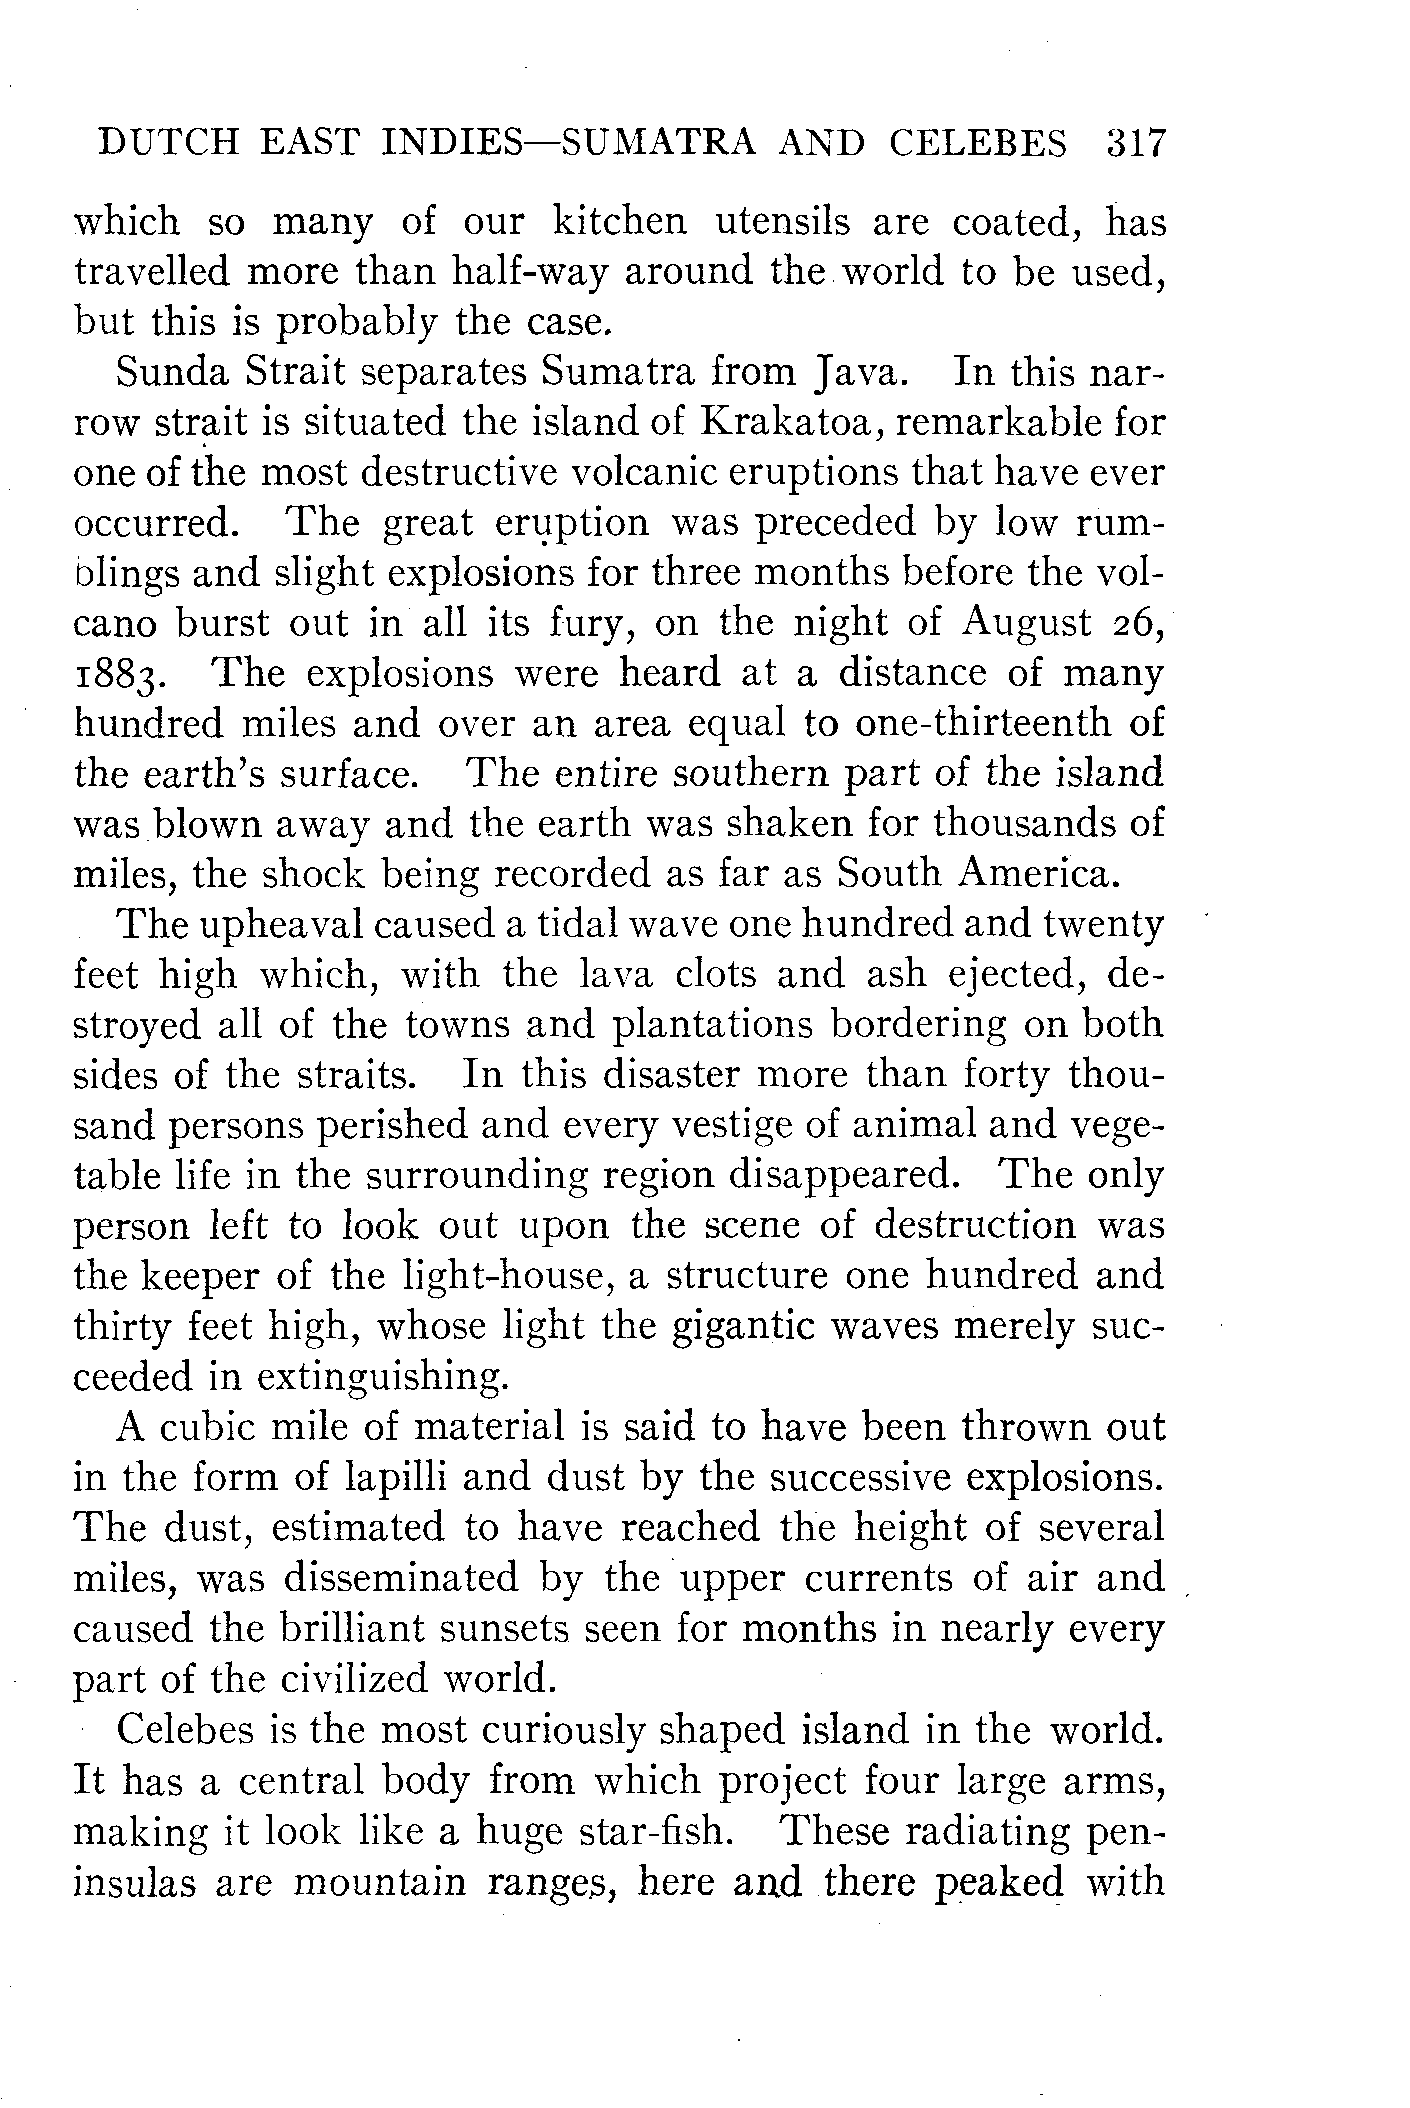 DUTCH EAST INDIES—SUMATRA AND CELEBES 317
which so many of our kitchen utensils are coated, has
travelled more than half-way around the world to be used,
but this is probably the case.
Sunda Strait separates Sumatra from Java. In this nar-
row strait is situated the island of Krakatoa, remarkable for
one of the most destructive volcanic eruptions that have ever
occurred. The great eruption was preceded by low rum-
blings and slight explosions for three months before the vol-
cano burst out in all its fury, on the night of August 26,
1883. The explosions were heard at a distance of many
hundred miles and over an area equal to one-thirteenth of
the earth's surface. The entire southern part of the island
was blown away and the earth was shaken for thousands of
miles, the shock being recorded as far as South America.
The upheaval caused a tidal wave one hundred and twenty
feet high which, with the lava clots and ash ejected, de-
stroyed all of the towns and plantations bordering on both
sides of the straits. In this disaster more than forty thou-
sand persons perished and every vestige of animal and vege-
table life in the surrounding region disappeared. The only
person left to look out upon the scene of destruction was
the keeper of the light-house, a structure one hundred and
thirty feet high, whose light the gigantic waves merely suc-
ceeded in extinguishing.
A cubic mile of material is said to have been thrown out
in the form of lapilli and dust by the successive explosions.
The dust, estimated to have reached the height of several
miles, was disseminated by the upper currents of air and
caused the brilliant sunsets seen for months in nearly every
part of the civilized world.
Celebes is the most curiously shaped island in the world.
It has a central body from which project four large arms,
making it look like a huge star-fish. These radiating pen-
insulas are mountain ranges, here and there peaked with